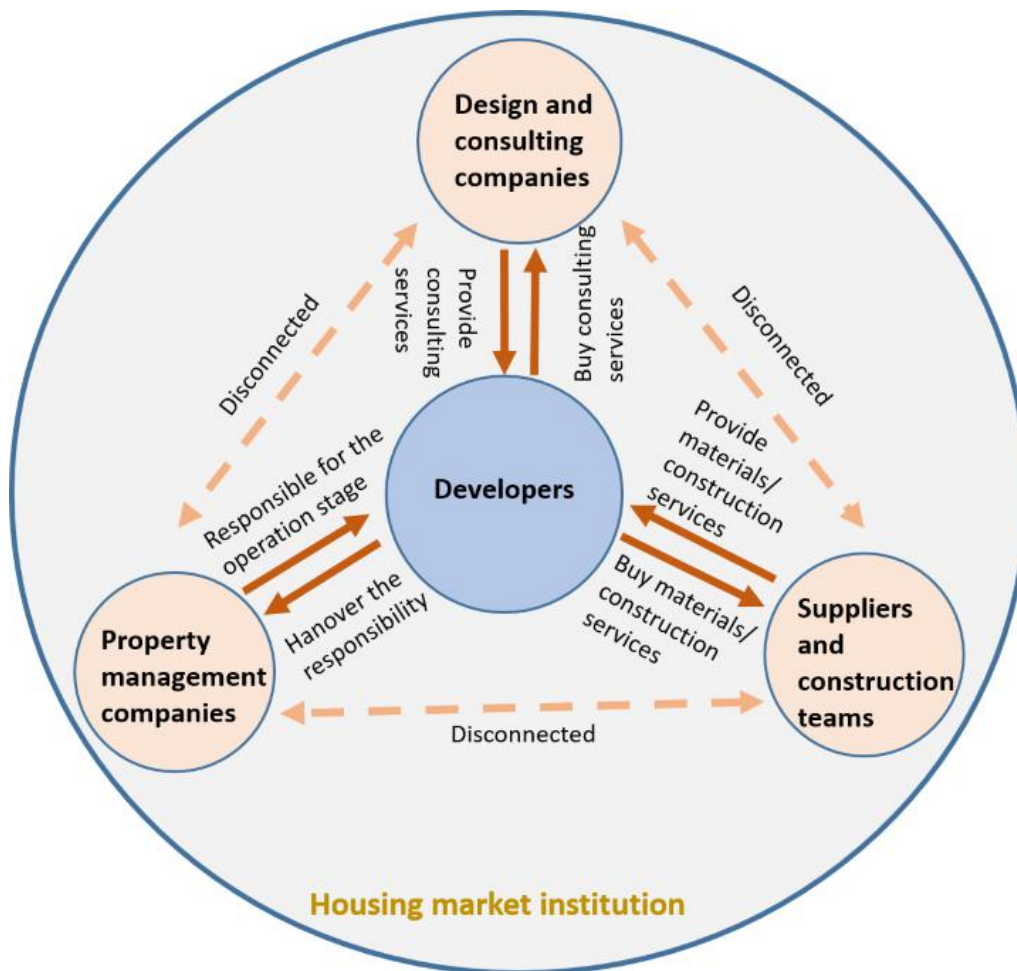 Design and
consulting
companies
Disconnected
Provide
consulting
services
Buy consulting
services
Disconnected
Developers
Responsible for the
operation stage
Hanover the
responsibility
Provide
materials/
construction
services
Buy materials/
construction
services
Property
management
companies
Suppliers
and
construction
teams
Disconnected
Housing market institution